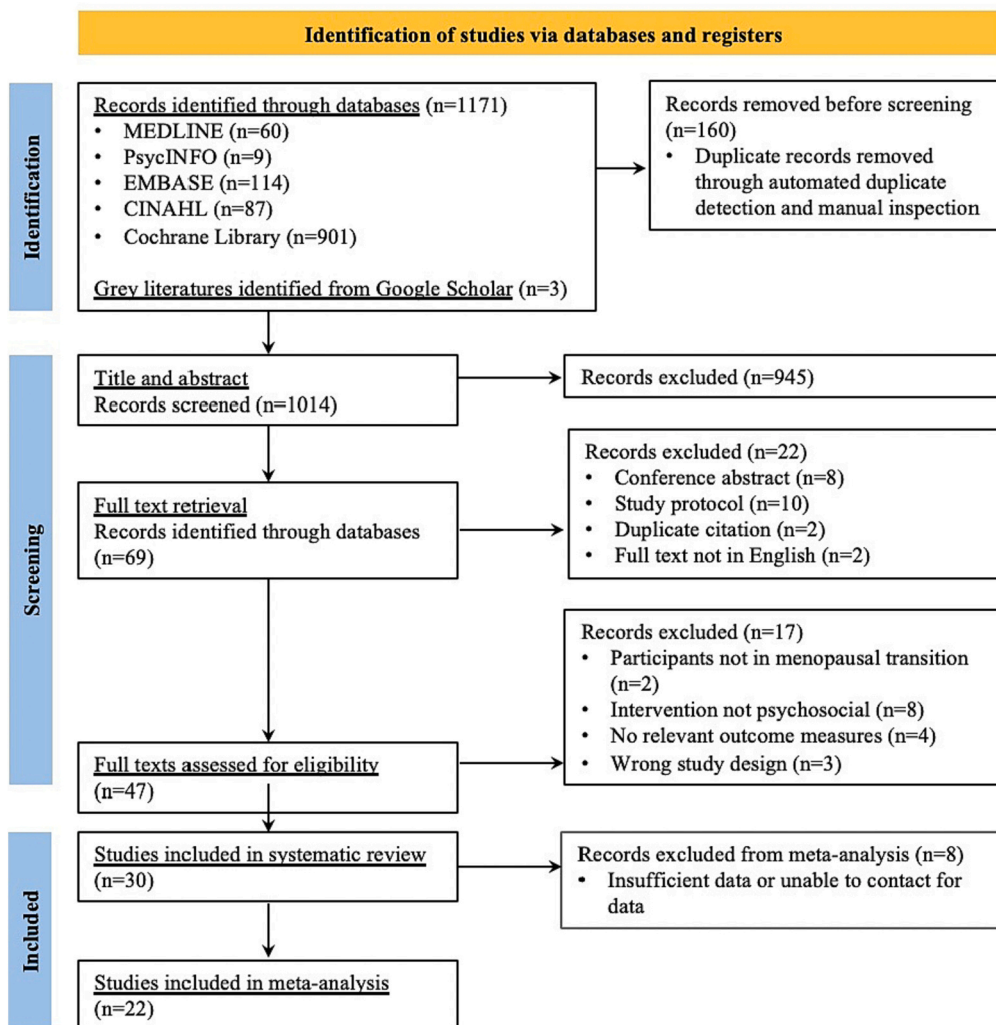 Identification of studies via databases and registers
Identification
Records identified through databases (n=1171)
• MEDLINE (n=60)
• PsycINFO (n=9)
• EMBASE (n=114)
• CINAHL (n=87)
• Cochrane Library (n=901)
Grey literatures identified from Google Scholar (n=3)
Records removed before screening
(n=160)
• Duplicate records removed
through automated duplicate
detection and manual inspection
Screening
Title and abstract
Records screened (n=1014)
Records excluded (n=945)
Full text retrieval
Records identified through databases
(n=69)
Records excluded (n=22)
• Conference abstract (n=8)
• Study protocol (n=10)
• Duplicate citation (n=2)
• Full text not in English (n=2)
Records excluded (n=17)
• Participants not in menopausal transition
(n=2)
• Intervention not psychosocial (n=8)
• No relevant outcome measures (n=4)
• Wrong study design (n=3)
Full texts assessed for eligibility
(n=47)
Included
Studies included in systematic review
(n=30)
Records excluded from meta-analysis (n=8)
• Insufficient data or unable to contact for
data
Studies included in meta-analysis
(n=22)